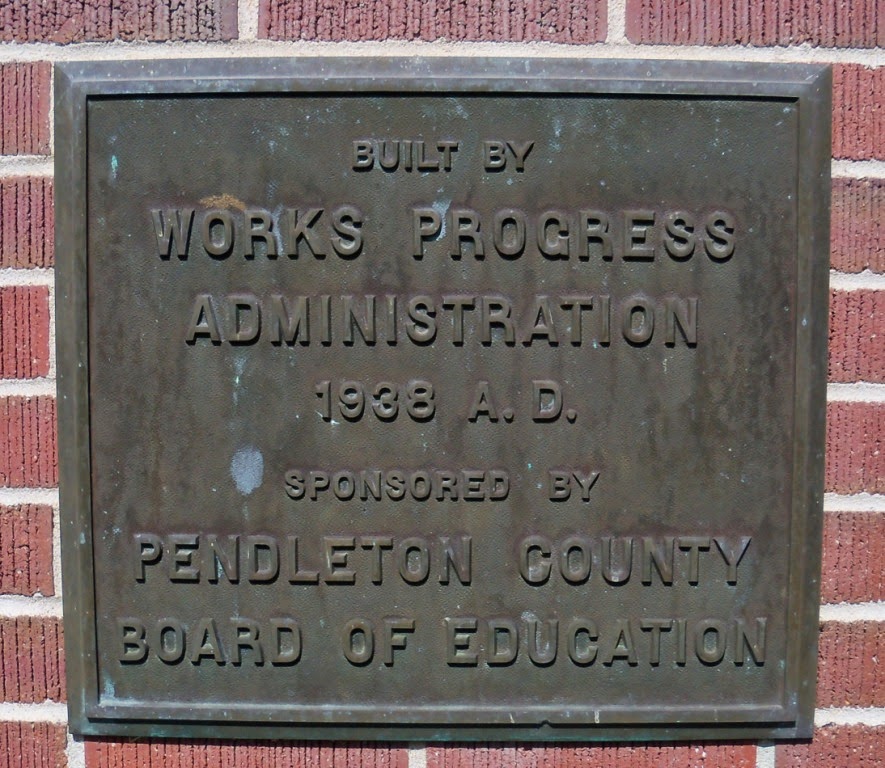 BUILT BY
WORKS PROGRESS
ADMINISTRATION
1938 A.D.
SPONSORED BY
PENDLETON COUNTY
BOARD OF EDUCATION